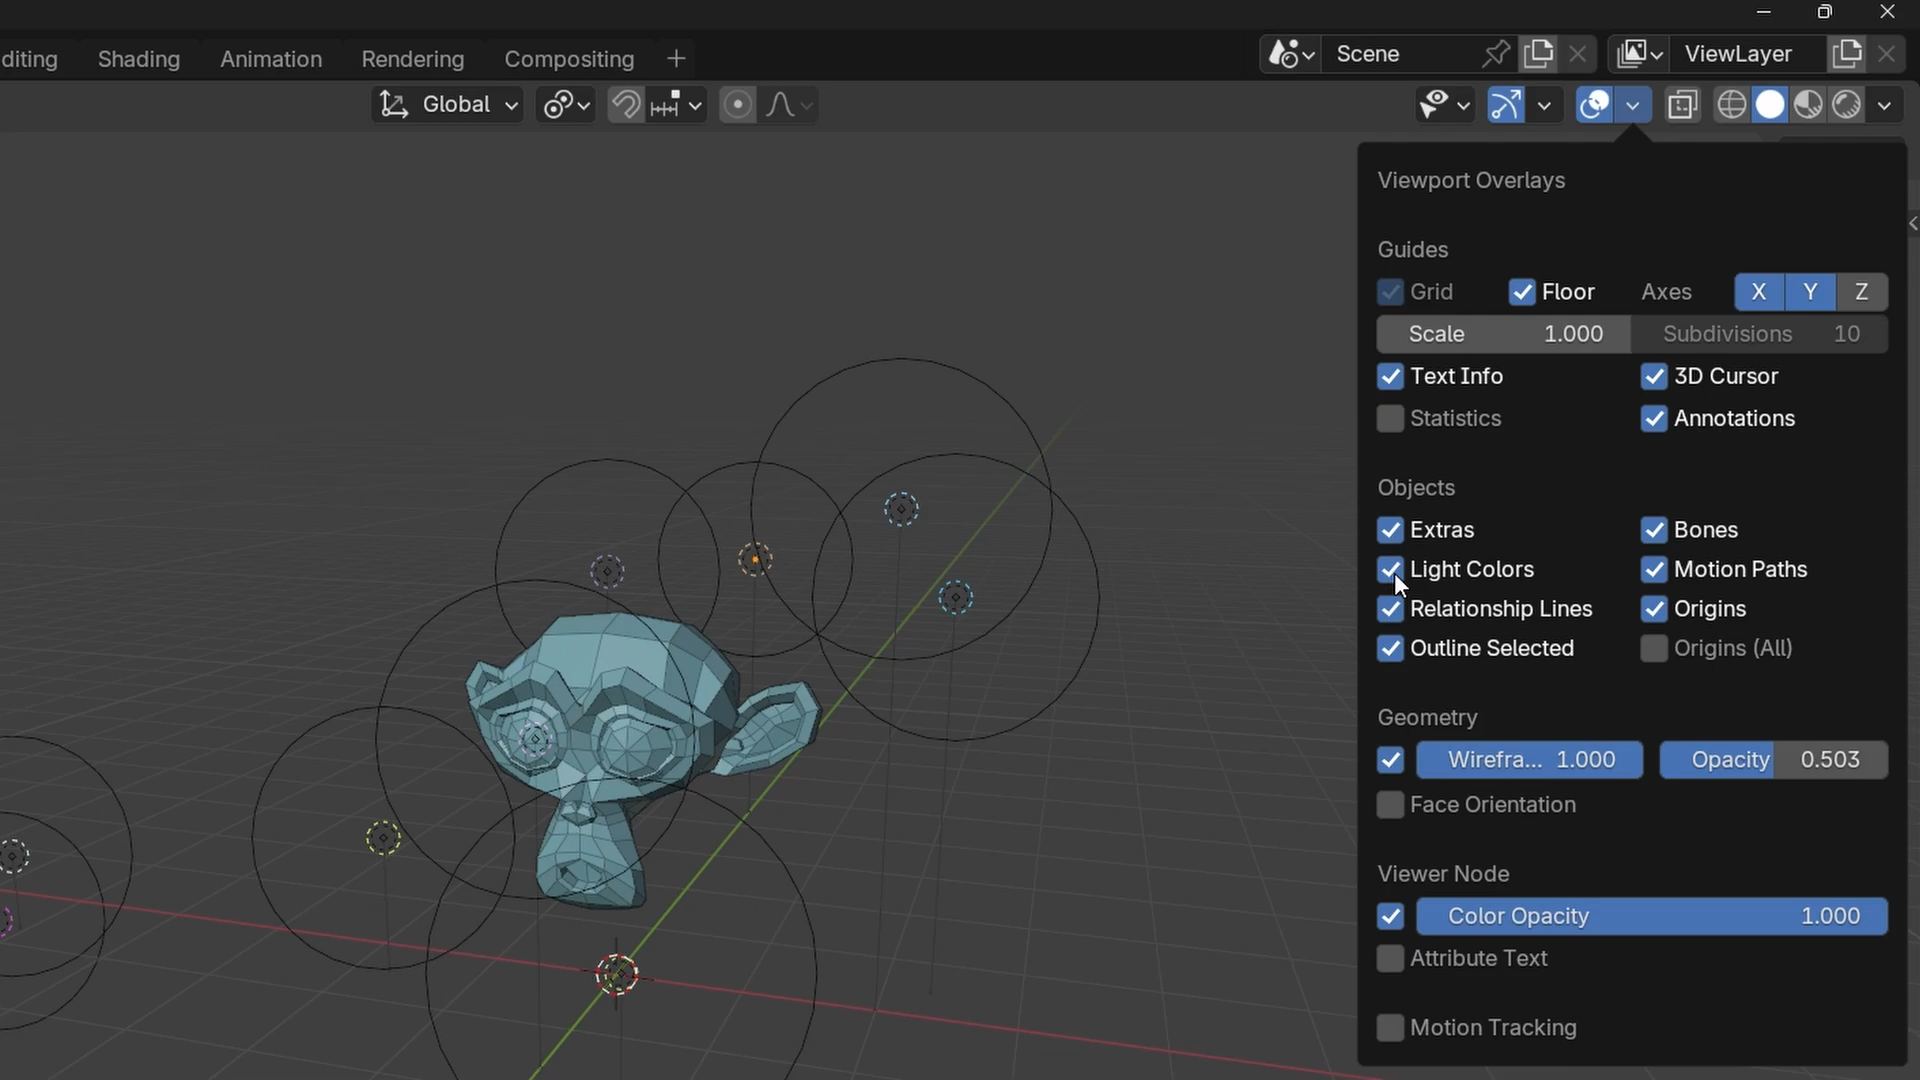 diting Shading Animation Rendering Compositing + Scene ViewLayer
Global
Viewport Overlays
Guides
Grid Floor Axes X Y Z
Scale 1.000 Subdivisions 10
Text Info 3D Cursor
Statistics Annotations
Objects
Extras Bones
Light Colors Motion Paths
Relationship Lines Origins
Outline Selected Origins (All)
Geometry
Wirefra... 1.000 Opacity 0.503
Face Orientation
Viewer Node
Color Opacity 1.000
Attribute Text
Motion Tracking